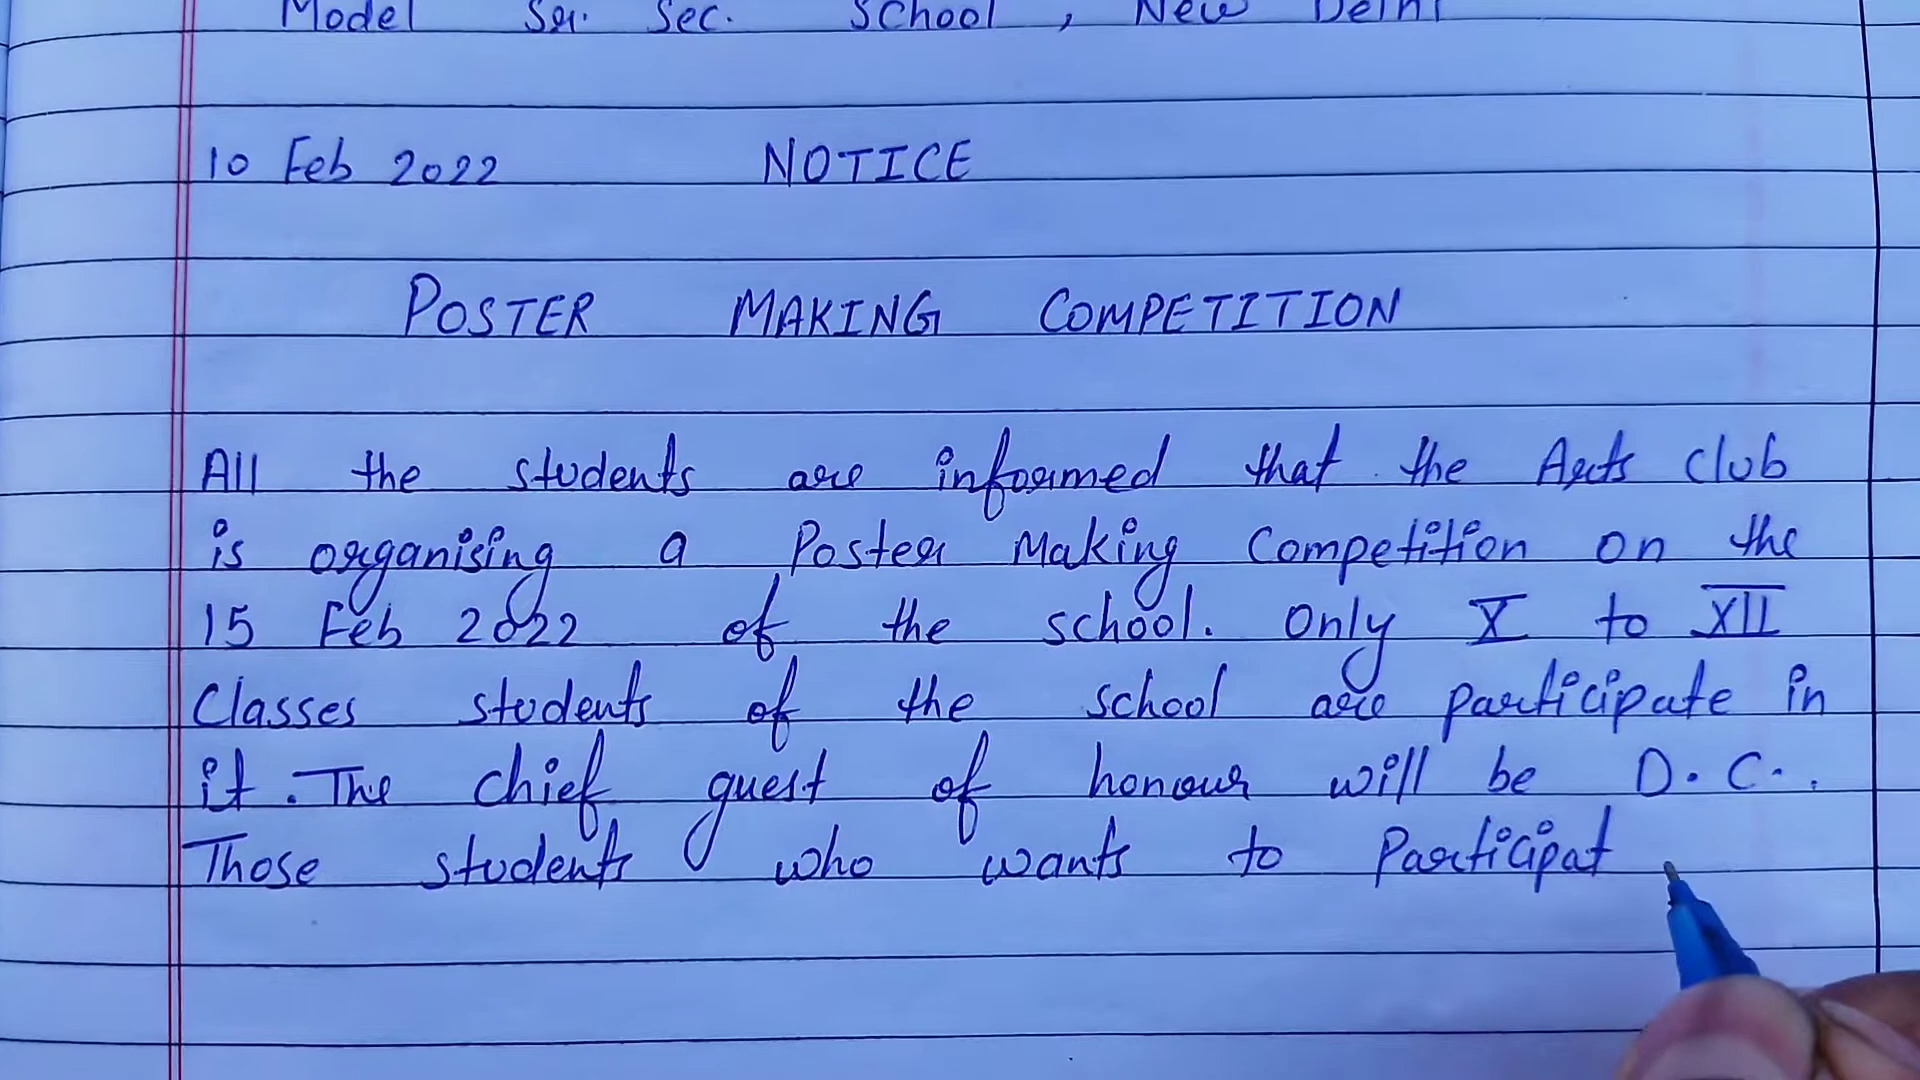 Model Sr. Sec. School, New Delhi
10 Feb 2022 NOTICE
POSTER MAKING COMPETITION
All the students are informed that the Arts club
is organising a Poster Making Competition on the
15 Feb 2022 of the school. Only X to XII
Classes students of the school are participate in
it. The chief guest of honour will be D.C..
Those students who wants to Participat